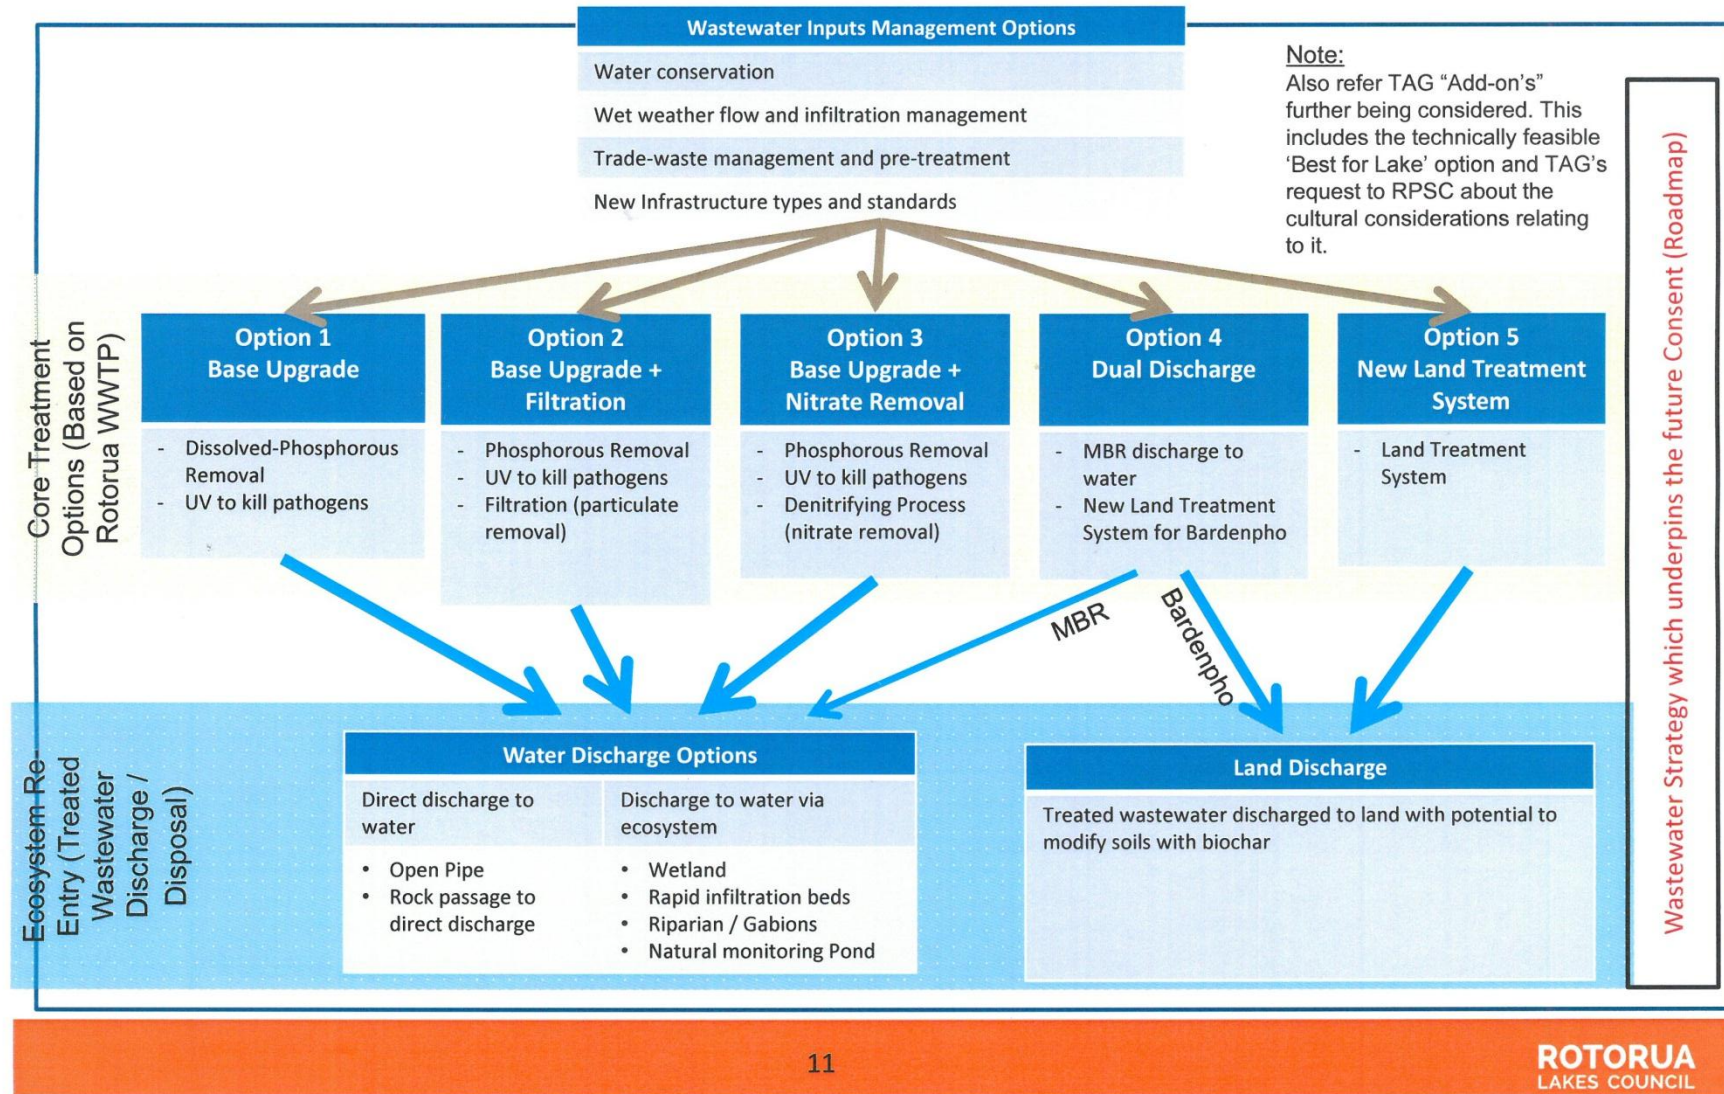 Wastewater Inputs Management Options
Water conservation
Wet weather flow and infiltration management
Trade-waste management and pre-treatment
New Infrastructure types and standards
Note:
Also refer TAG “Add-on’s”
further being considered. This
includes the technically feasible
‘Best for Lake’ option and TAG’s
request to RPSC about the
cultural considerations relating
to it.
Core Treatment
Options (Based on
Rotorua WWTP)
Option 1
Base Upgrade
- Dissolved-Phosphorous
Removal
- UV to kill pathogens
Option 2
Base Upgrade +
Filtration
- Phosphorous Removal
- UV to kill pathogens
- Filtration (particulate
removal)
Option 3
Base Upgrade +
Nitrate Removal
- Phosphorous Removal
- UV to kill pathogens
- Denitrifying Process
(nitrate removal)
Option 4
Dual Discharge
- MBR discharge to
water
- New Land Treatment
System for Bardenpho
Option 5
New Land Treatment
System
- Land Treatment
System
MBR
Bardenpho
Ecosystem Re-
Entry (Treated
Wastewater
Discharge /
Disposal)
Water Discharge Options
Direct discharge to
water
• Open Pipe
• Rock passage to
direct discharge
Discharge to water via
ecosystem
• Wetland
• Rapid infiltration beds
• Riparian / Gabions
• Natural monitoring Pond
Land Discharge
Treated wastewater discharged to land with potential to
modify soils with biochar
Wastewater Strategy which underpins the future Consent (Roadmap)
11
ROTORUA
LAKES COUNCIL